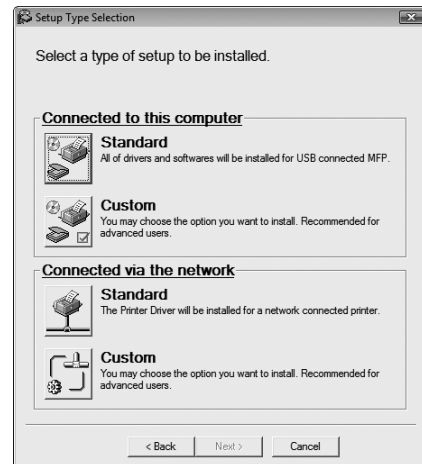 Setup Type Selection
Select a type of setup to be installed.
Connected to this computer
Standard
All of drivers and softwares will be installed for USB connected MFP.
Custom
You may choose the option you want to install. Recommended for
advanced users.
Connected via the network
Standard
The Printer Driver will be installed for a network connected printer.
Custom
You may choose the option you want to install. Recommended for
advanced users.
< Back Next > Cancel